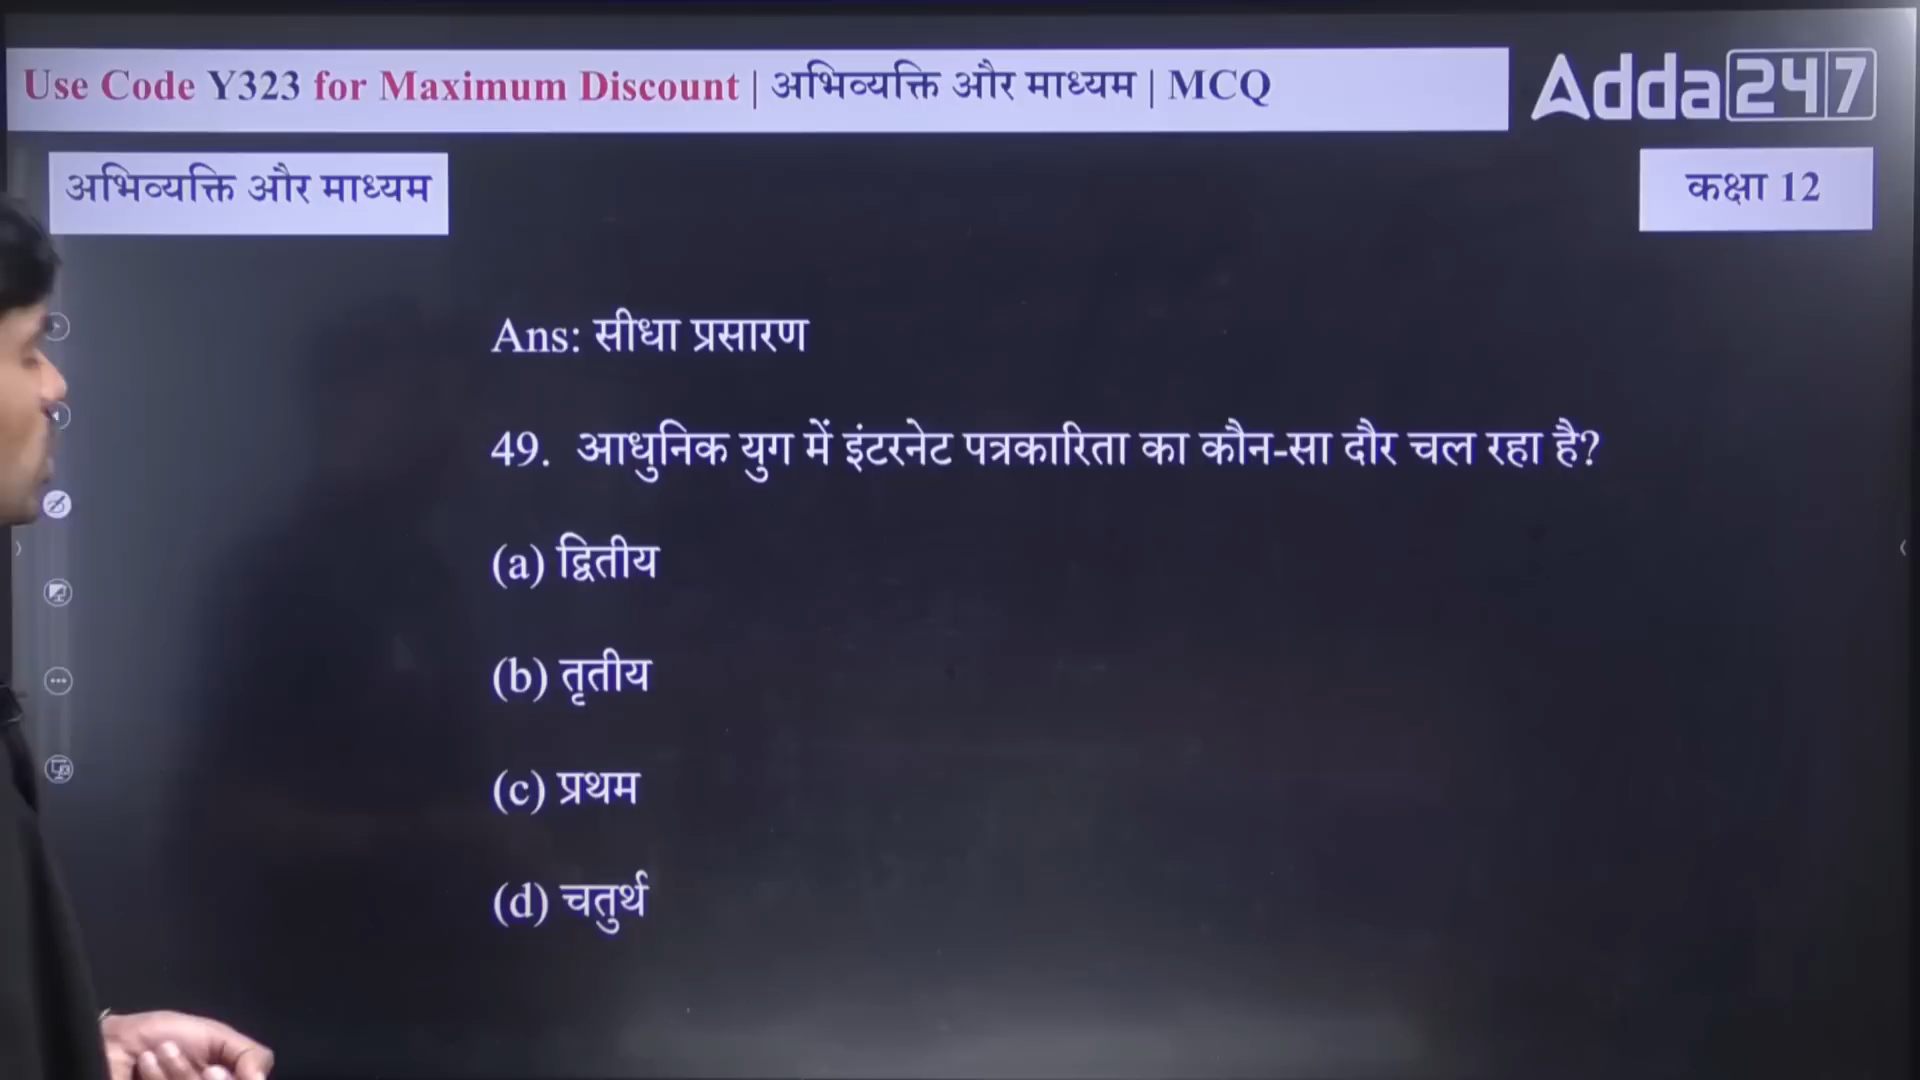 Use Code Y323 for Maximum Discount | अभिव्यक्ति और माध्यम | MCQ
Adda247
अभिव्यक्ति और माध्यम
कक्षा 12
Ans: सीधा प्रसारण
49. आधुनिक युग में इंटरनेट पत्रकारिता का कौन-सा दौर चल रहा है?
(a) द्वितीय
(b) तृतीय
(c) प्रथम
(d) चतुर्थ